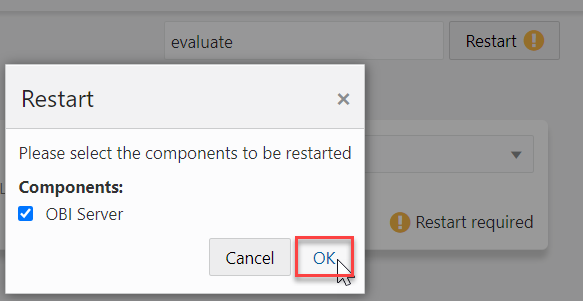 evaluate
Restart
Restart
Please select the components to be restarted
Components:
OBI Server
Restart required
Cancel
OK